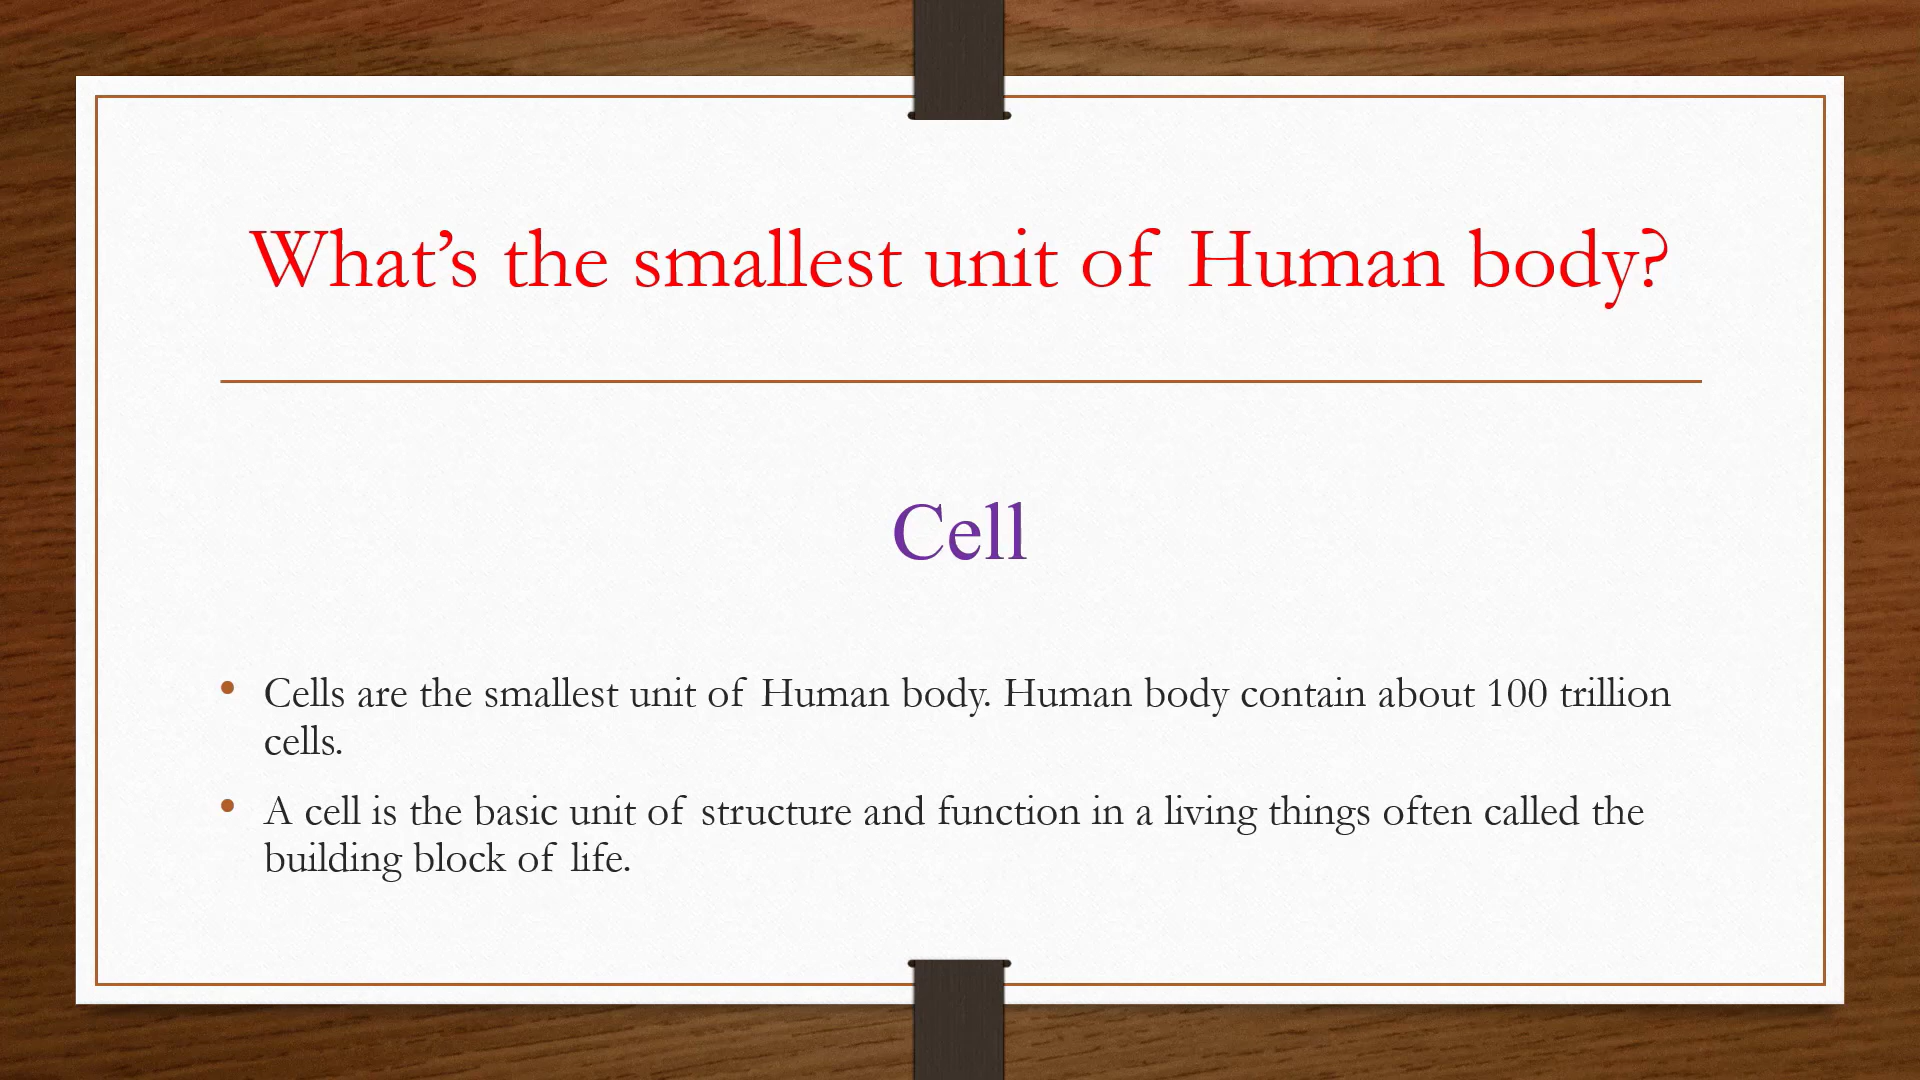 What’s the smallest unit of Human body?
Cell
• Cells are the smallest unit of Human body. Human body contain about 100 trillion
cells.
• A cell is the basic unit of structure and function in a living things often called the
building block of life.